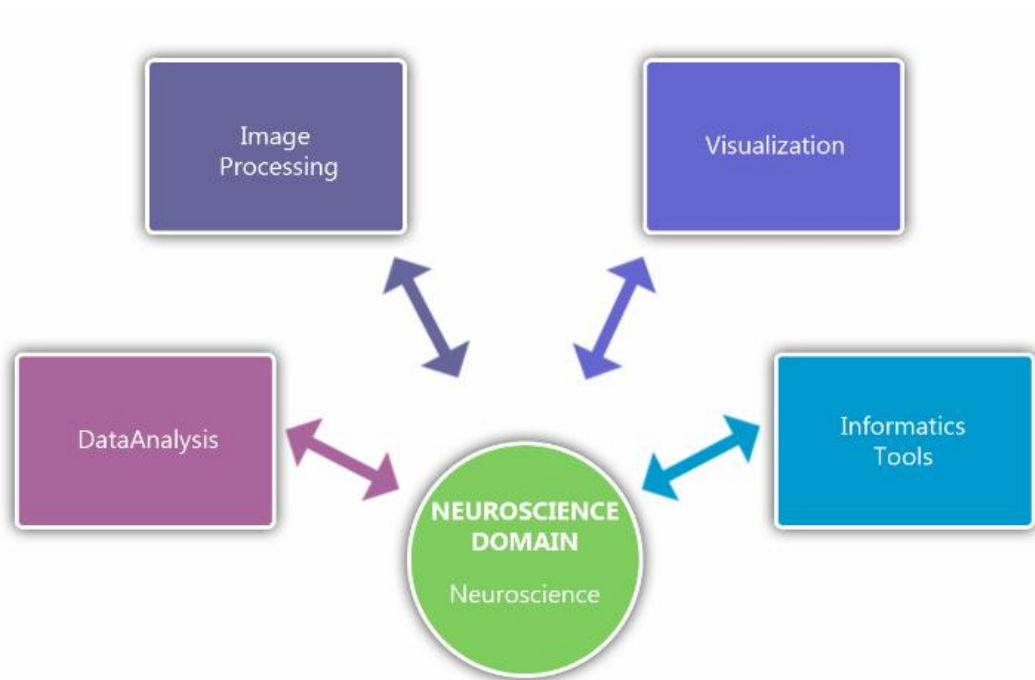 Image
Processing
Visualization
DataAnalysis
Informatics
Tools
NEUROSCIENCE
DOMAIN
Neuroscience